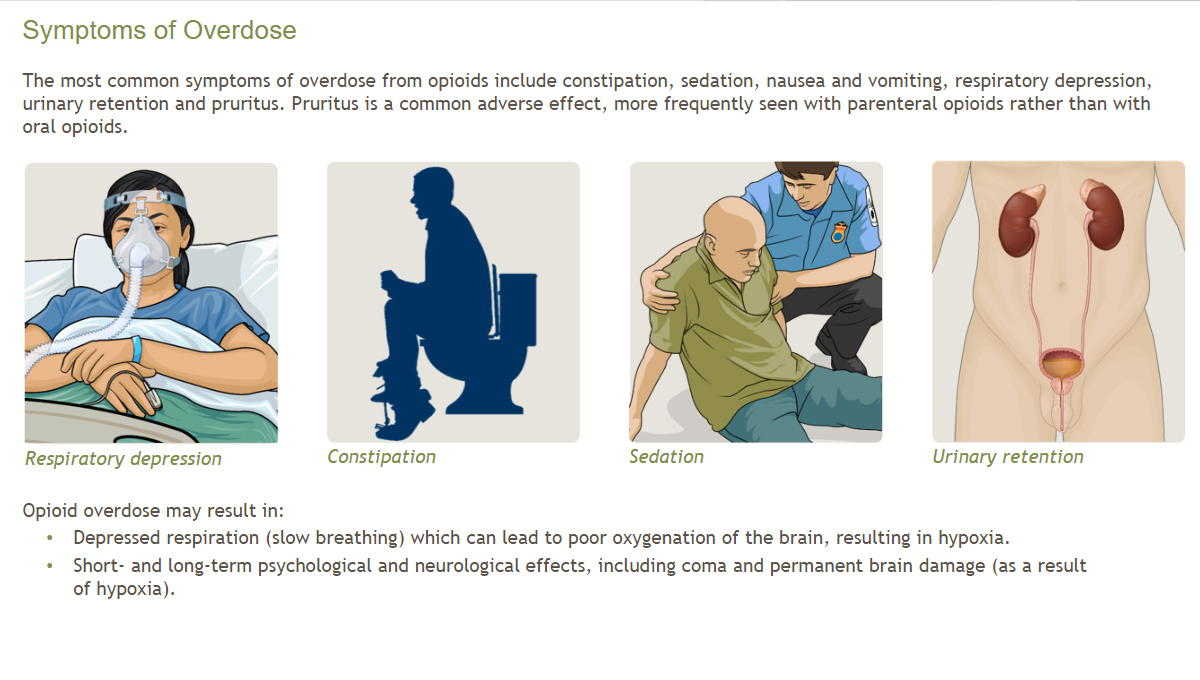 Symptoms of Overdose
The most common symptoms of overdose from opioids include constipation, sedation, nausea and vomiting, respiratory depression,
urinary retention and pruritus. Pruritus is a common adverse effect, more frequently seen with parenteral opioids rather than with
oral opioids.
Respiratory depression
Constipation
Sedation
Urinary retention
Opioid overdose may result in:
• Depressed respiration (slow breathing) which can lead to poor oxygenation of the brain, resulting in hypoxia.
• Short- and long-term psychological and neurological effects, including coma and permanent brain damage (as a result
of hypoxia).